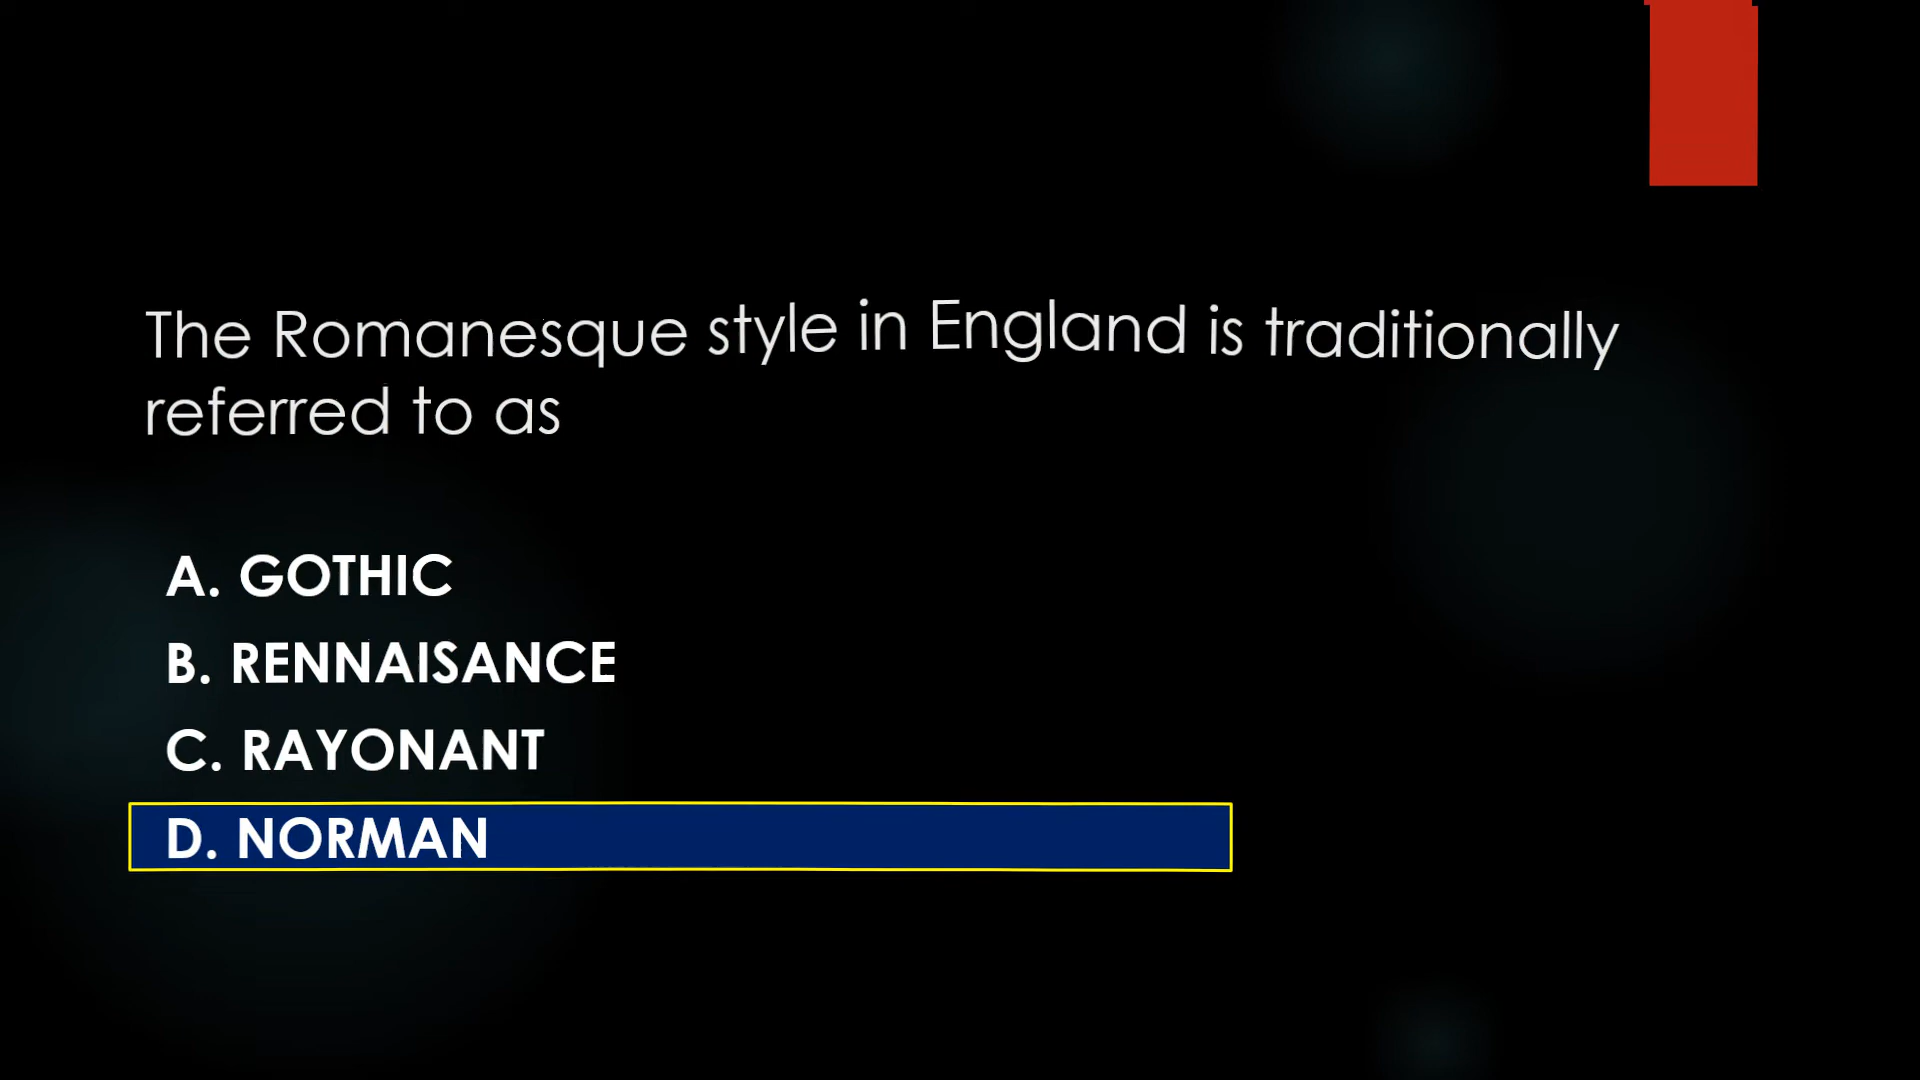 The Romanesque style in England is traditionally
referred to as
A. GOTHIC
B. RENNAISANCE
C. RAYONANT
D. NORMAN